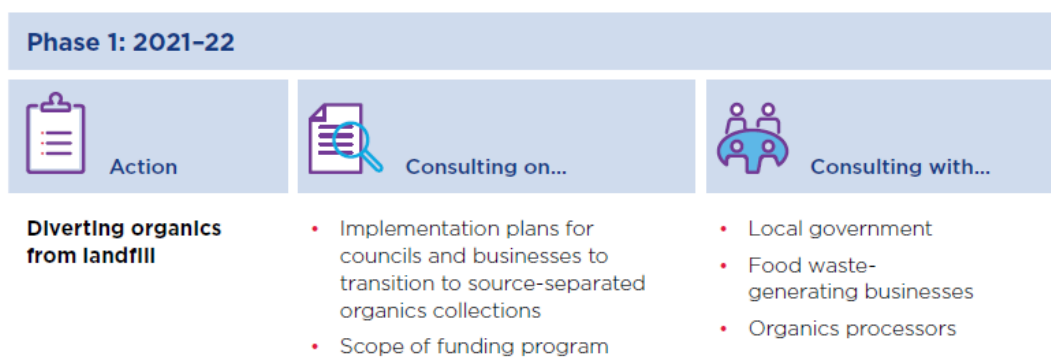 Phase 1: 2021–22
Action
Consulting on...
Consulting with...
Diverting organics
from landfill
• Implementation plans for
councils and businesses to
transition to source-separated
organics collections
• Scope of funding program
• Local government
• Food waste-
generating businesses
• Organics processors